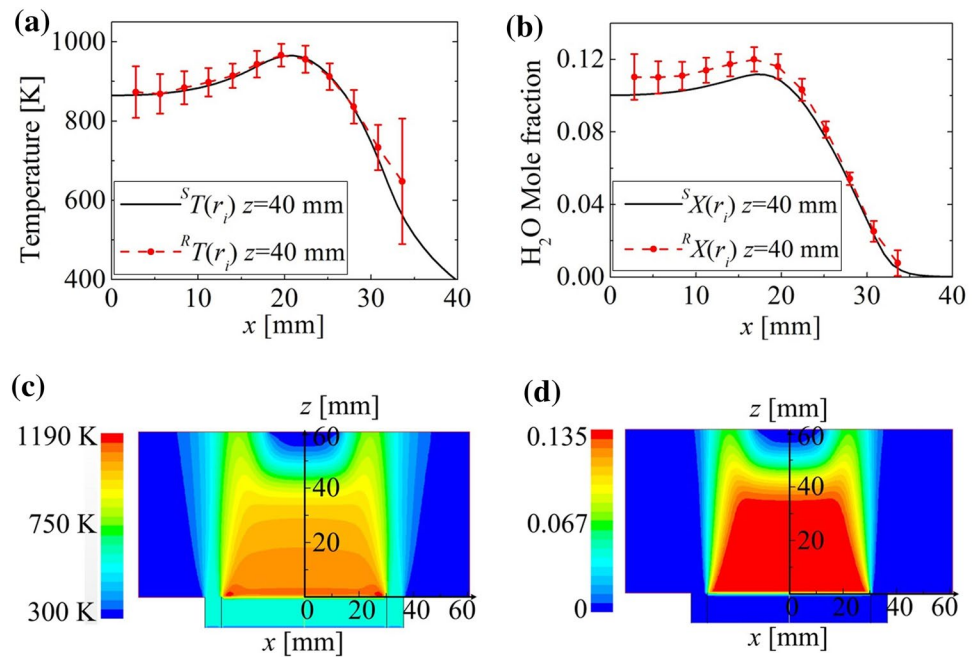 (a)
1000
800
600
400
Temperature [K]
ST(ri) z=40 mm
RT(ri) z=40 mm
0 10 20 30 40
x [mm]
(b)
0.12
0.08
0.04
0.00
H2O Mole fraction
SX(ri) z=40 mm
RX(ri) z=40 mm
0 10 20 30 40
x [mm]
(c)
1190 K
750 K
300 K
z [mm]
60
40
20
0 20 40 60
x [mm]
(d)
0.135
0.067
0
z [mm]
60
40
20
0 20 40 60
x [mm]